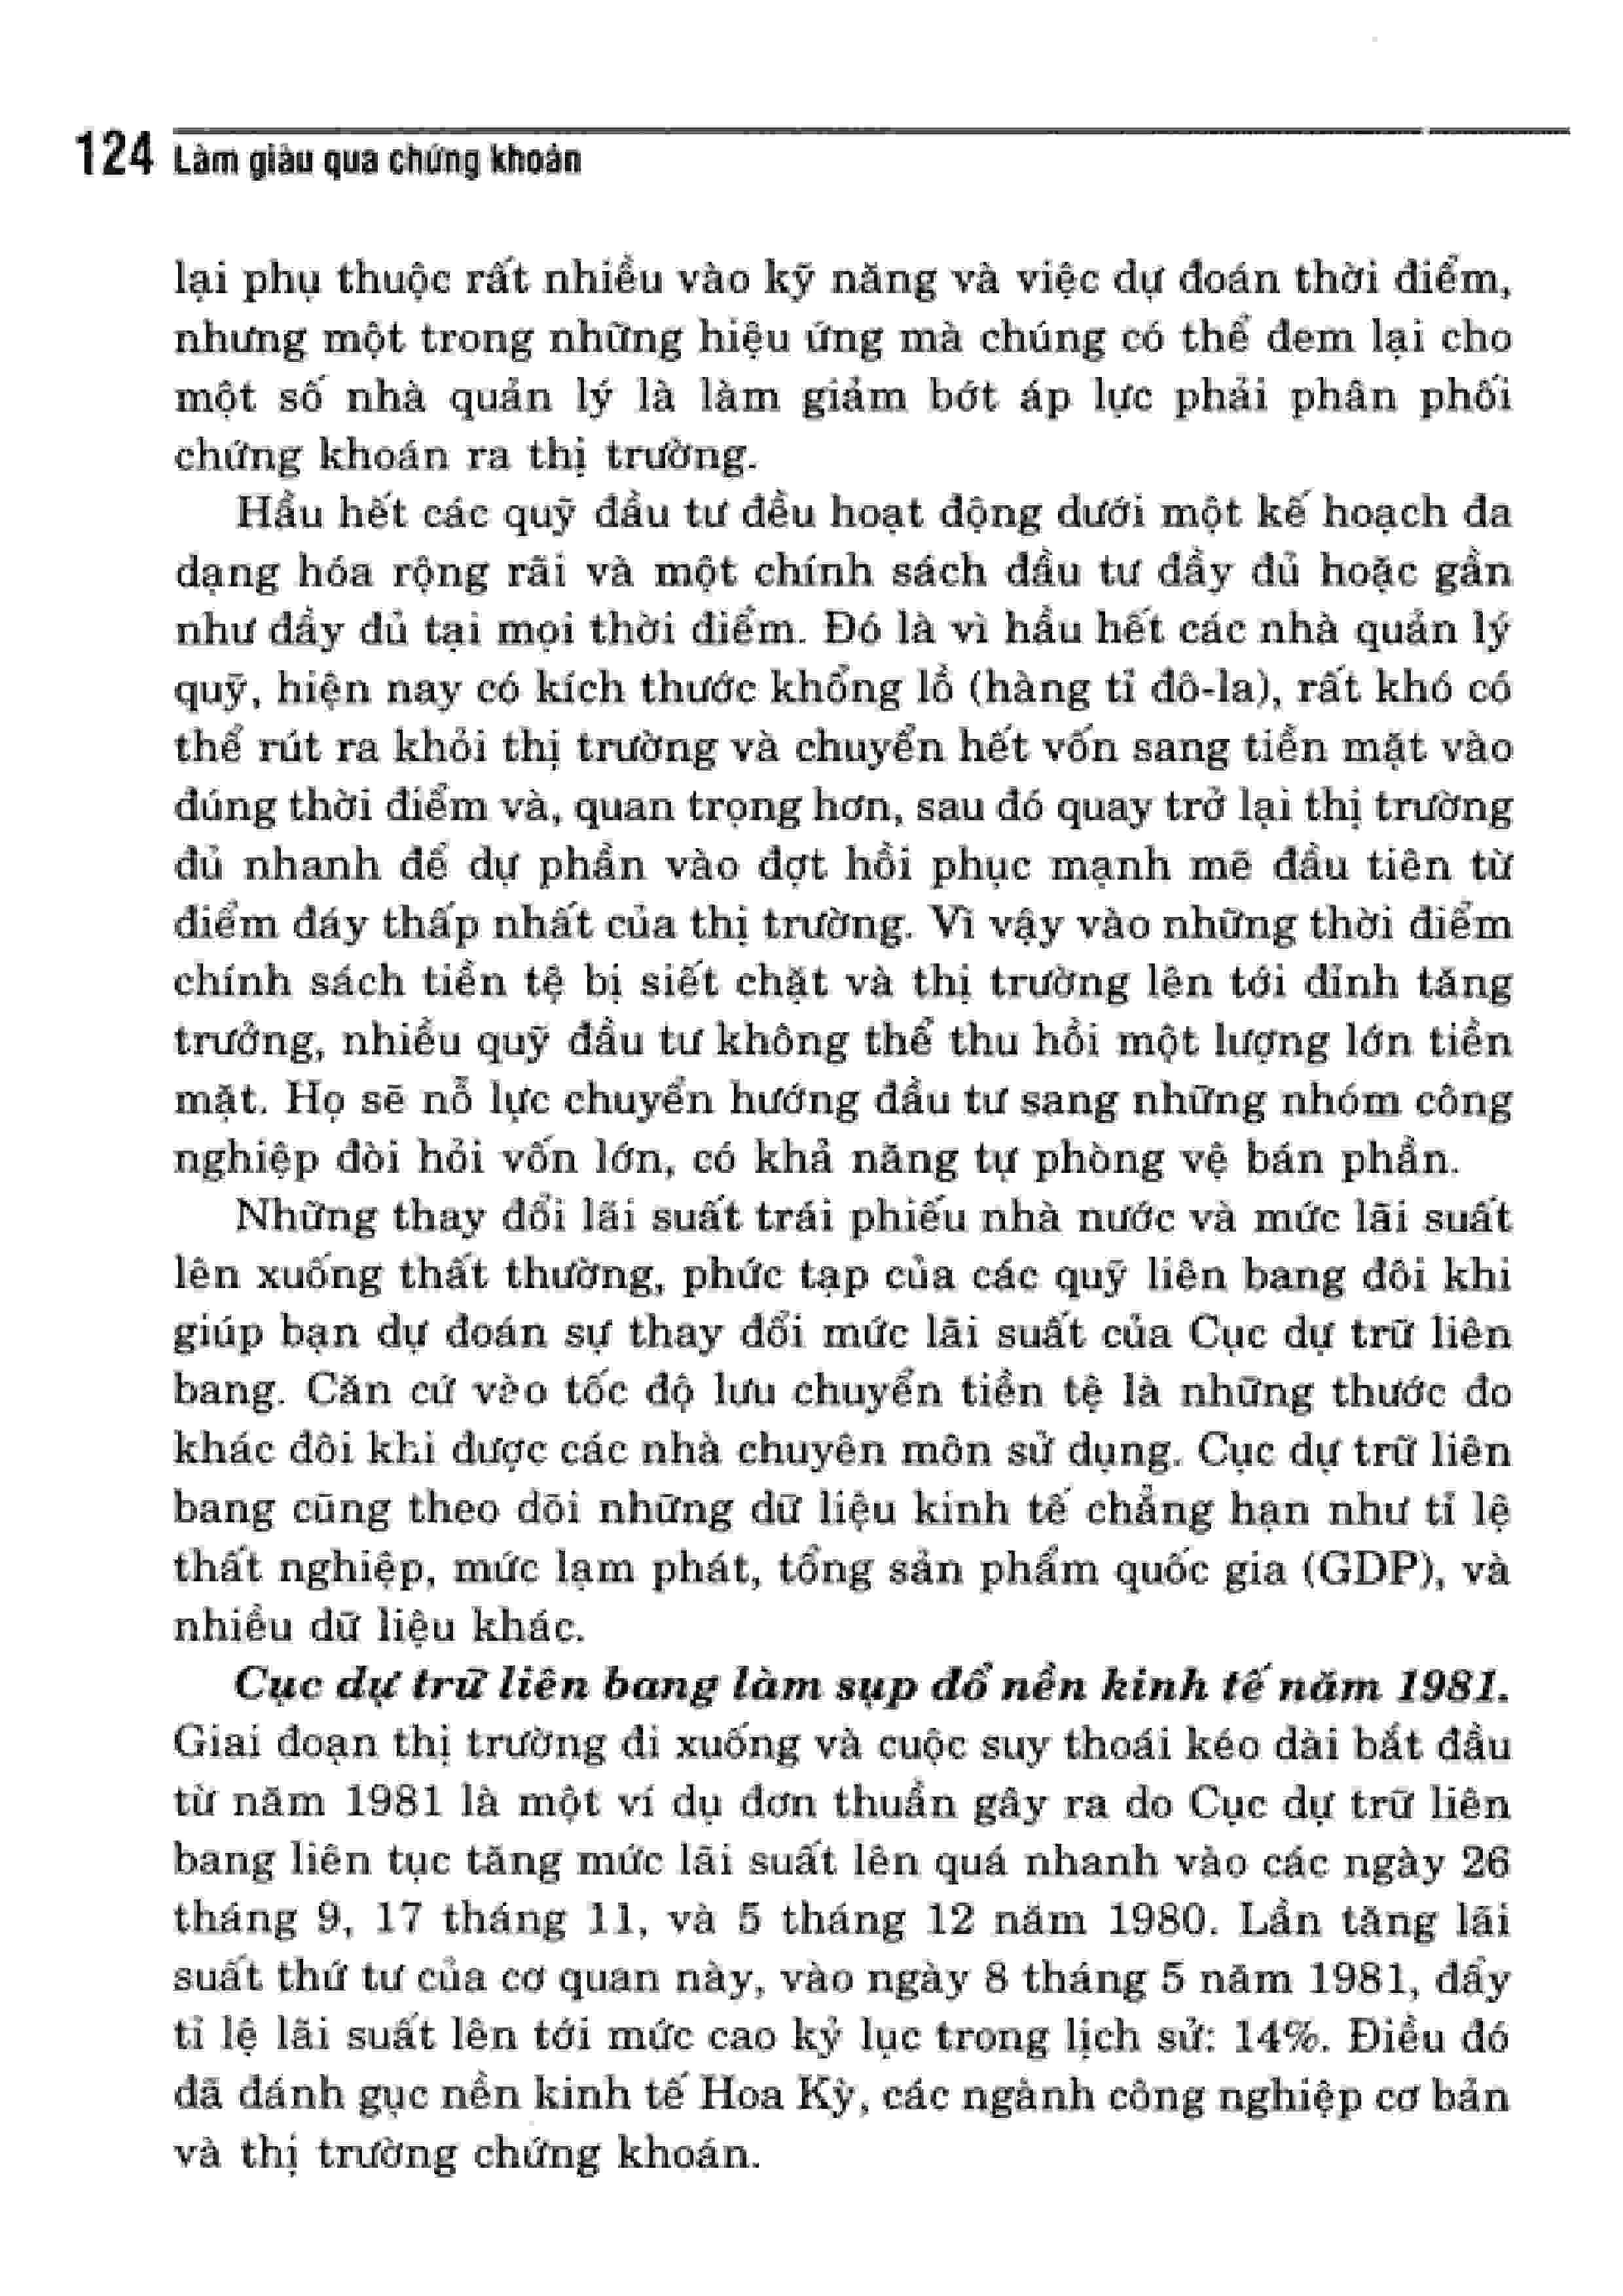 124 Làm giàu qua chứng khoán
lại phụ thuộc rất nhiều vào kỹ năng và việc dự đoán thời điểm,
nhưng một trong những hiệu ứng mà chúng có thể đem lại cho
một số nhà quản lý là làm giảm bớt áp lực phải phân phối
chứng khoán ra thị trường.
Hầu hết các quỹ đầu tư đều hoạt động dưới một kế hoạch đa
dạng hóa rộng rãi và một chính sách đầu tư đầy đủ hoặc gần
như đầy đủ tại mọi thời điểm. Đó là vì hầu hết các nhà quản lý
quỹ, hiện nay có kích thước khổng lồ (hàng tỉ đô-la), rất khó có
thể rút ra khỏi thị trường và chuyển hết vốn sang tiền mặt vào
đúng thời điểm và, quan trọng hơn, sau đó quay trở lại thị trường
đủ nhanh để dự phần vào đợt hồi phục mạnh mẽ đầu tiên từ
điểm đáy thấp nhất của thị trường. Vì vậy vào những thời điểm
chính sách tiền tệ bị siết chặt và thị trường lên tới đỉnh tăng
trưởng, nhiều quỹ đầu tư không thể thu hồi một lượng lớn tiền
mặt. Họ sẽ nỗ lực chuyển hướng đầu tư sang những nhóm công
nghiệp đòi hỏi vốn lớn, có khả năng tự phòng vệ bán phần.
Những thay đổi lãi suất trái phiếu nhà nước và mức lãi suất
lên xuống thất thường, phức tạp của các quỹ liên bang đôi khi
giúp bạn dự đoán sự thay đổi mức lãi suất của Cục dự trữ liên
bang. Căn cứ vào tốc độ lưu chuyển tiền tệ là những thước đo
khác đôi khi được các nhà chuyên môn sử dụng. Cục dự trữ liên
bang cũng theo dõi những dữ liệu kinh tế chẳng hạn như tỉ lệ
thất nghiệp, mức lạm phát, tổng sản phẩm quốc gia (GDP), và
nhiều dữ liệu khác.
Cục dự trữ liên bang làm sụp đổ nền kinh tế năm 1981.
Giai đoạn thị trường đi xuống và cuộc suy thoái kéo dài bắt đầu
từ năm 1981 là một ví dụ đơn thuần gây ra do Cục dự trữ liên
bang liên tục tăng mức lãi suất lên quá nhanh vào các ngày 26
tháng 9, 17 tháng 11, và 5 tháng 12 năm 1980. Lần tăng lãi
suất thứ tư của cơ quan này, vào ngày 8 tháng 5 năm 1981, đẩy
tỉ lệ lãi suất lên tới mức cao kỷ lục trong lịch sử: 14%. Điều đó
đã đánh gục nền kinh tế Hoa Kỳ, các ngành công nghiệp cơ bản
và thị trường chứng khoán.